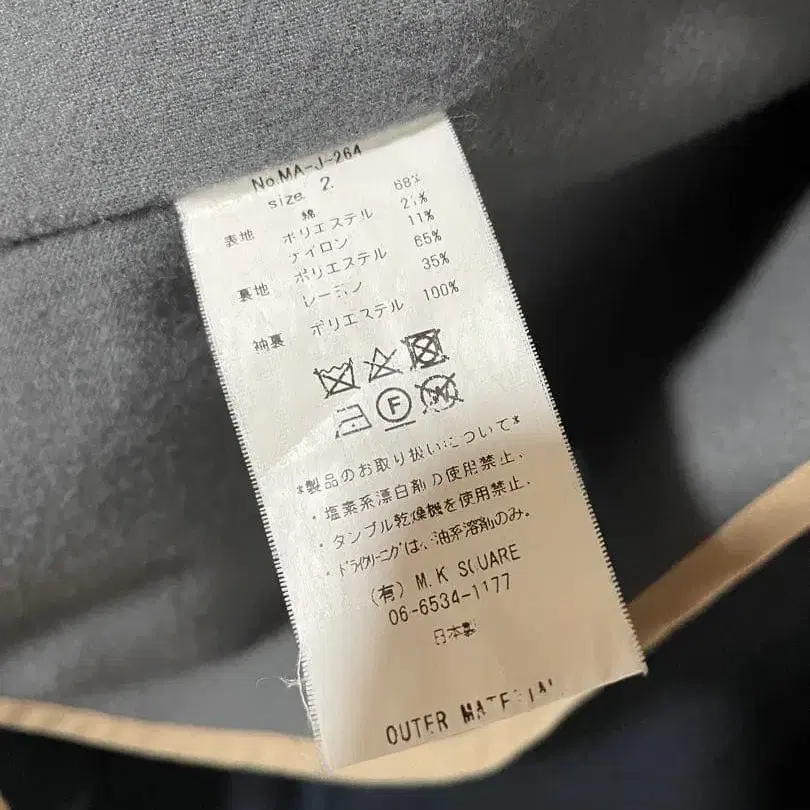 No.MA-J-264
size. 2.
表地 綿 68%
ポリエステル 21%
ナイロン 11%
裏地 ポリエステル 65%
レーヨン 35%
袖裏 ポリエステル 100%
F
W
*製品のお取り扱いについて*
・塩素系漂白剤の使用禁止.
・タンブル乾燥機を使用禁止.
・ドライクリーニングは、油系溶剤のみ.
(有) M.K SQUARE
06-6534-1177
日本製
OUTER MATERIAL